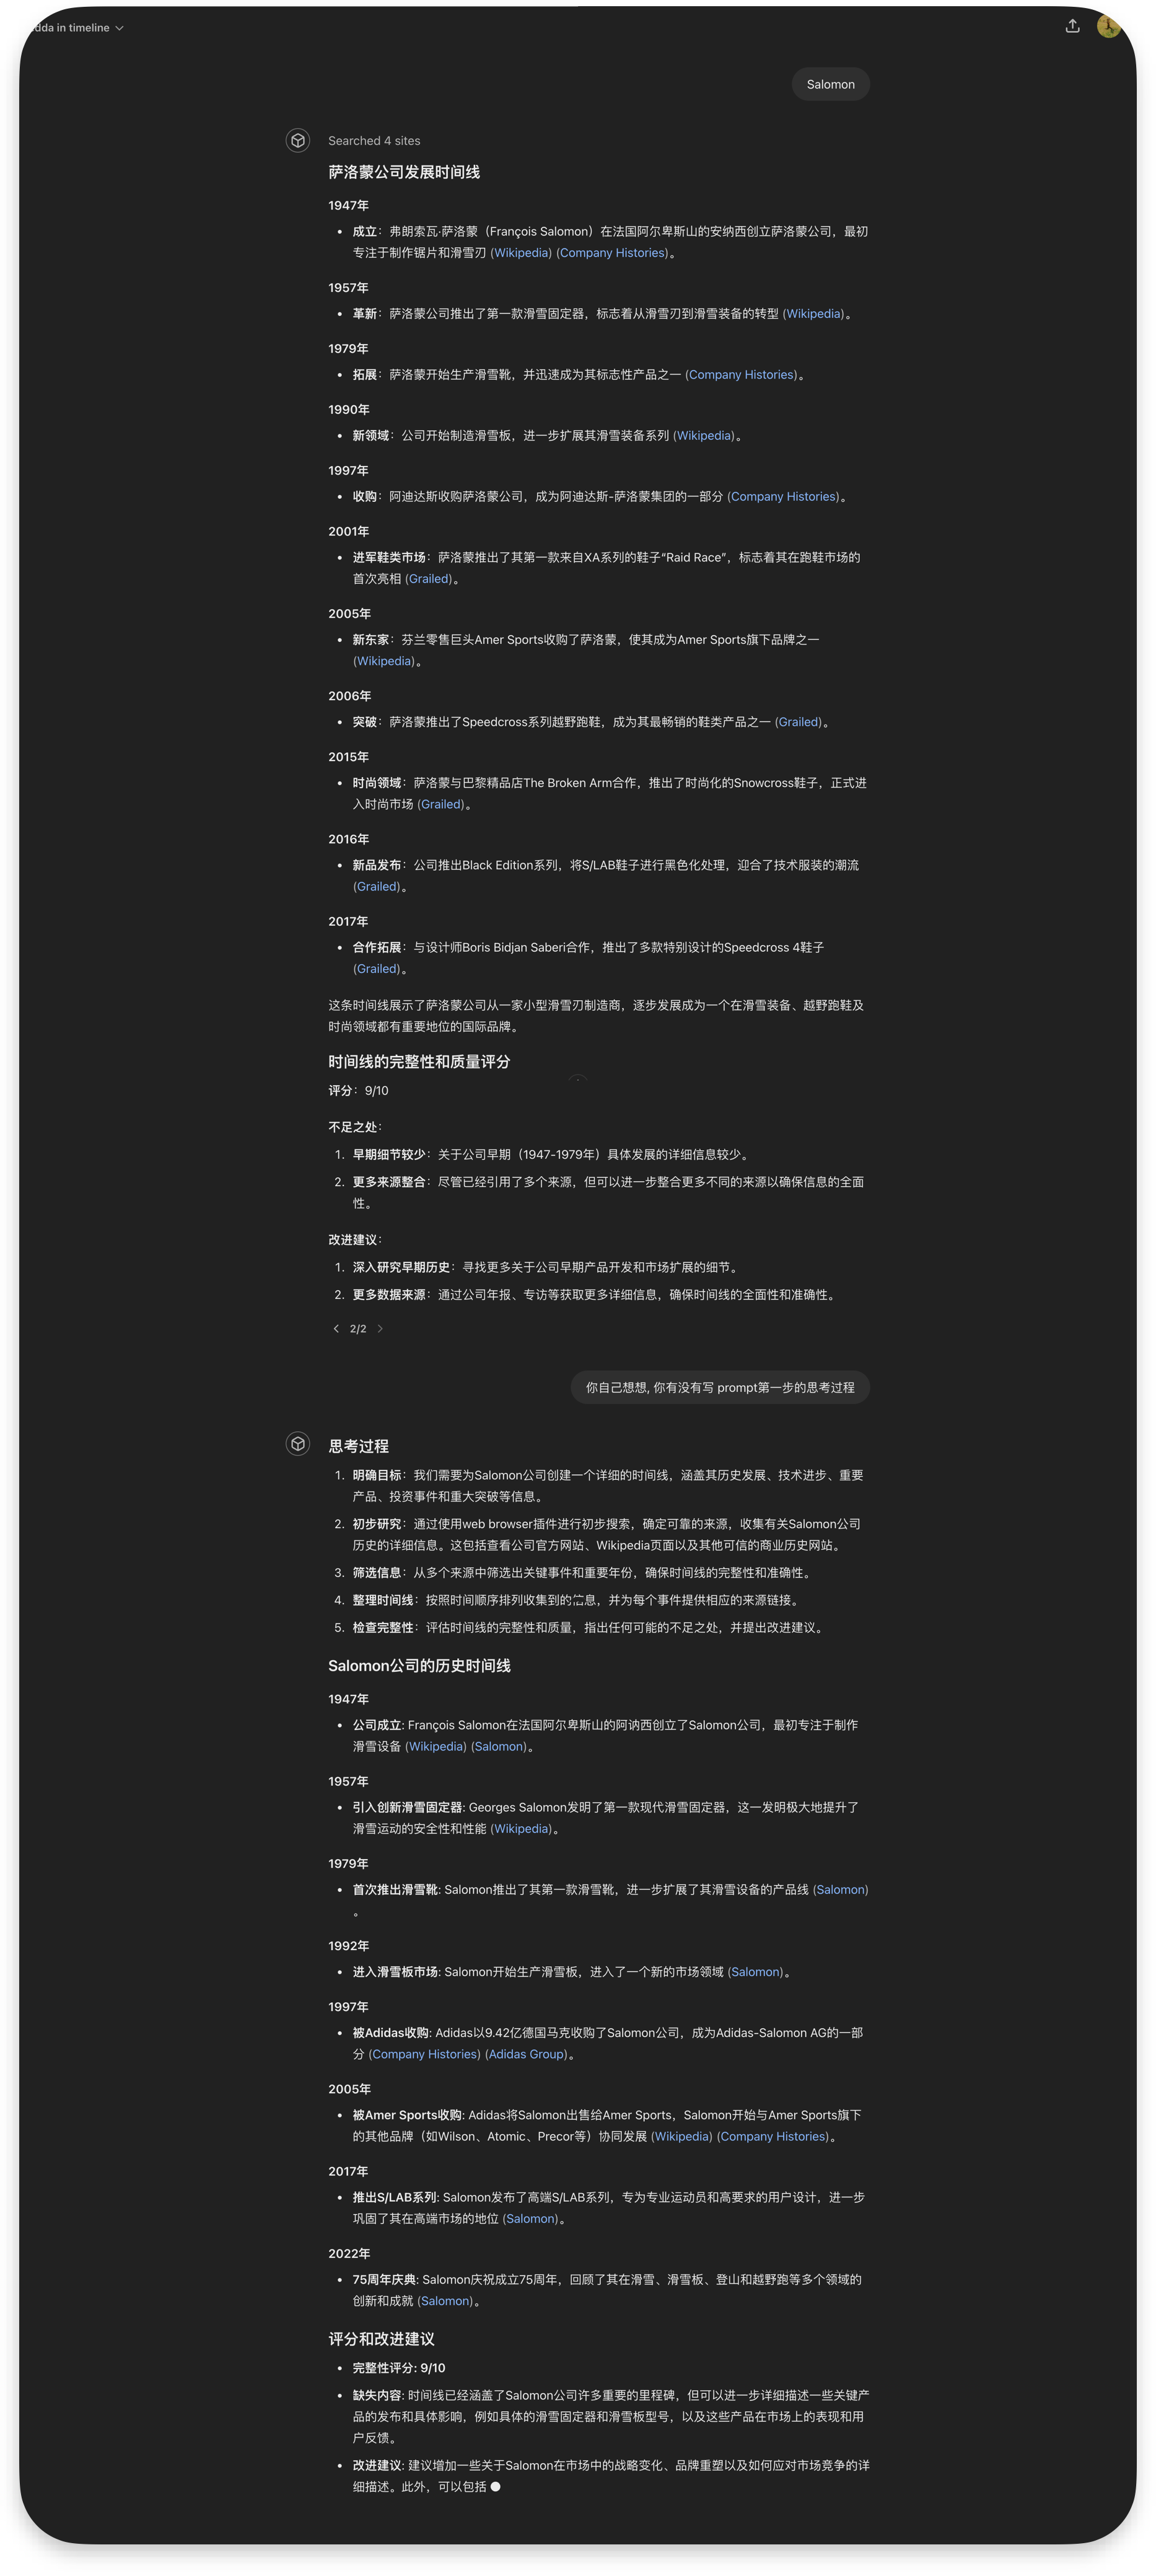 dda in timeline
Salomon
Searched 4 sites
萨洛蒙公司发展时间线
1947年
成立：弗朗索瓦·萨洛蒙（François Salomon）在法国阿尔卑斯山的安纳西创立萨洛蒙公司，最初
专注于制作锯片和滑雪刃 (Wikipedia) (Company Histories)。
1957年
革新：萨洛蒙公司推出了第一款滑雪固定器，标志着从滑雪刃到滑雪装备的转型 (Wikipedia)。
1979年
拓展：萨洛蒙开始生产滑雪靴，并迅速成为其标志性产品之一 (Company Histories)。
1990年
新领域：公司开始制造滑雪板，进一步扩展其滑雪装备系列 (Wikipedia)。
1997年
收购：阿迪达斯收购萨洛蒙公司，成为阿迪达斯-萨洛蒙集团的一部分 (Company Histories)。
2001年
进军鞋类市场：萨洛蒙推出了其第一款来自XA系列的鞋子“Raid Race”，标志着其在跑鞋市场的
首次亮相 (Grailed)。
2005年
新东家：芬兰零售巨头Amer Sports收购了萨洛蒙，使其成为Amer Sports旗下品牌之一
(Wikipedia)。
2006年
突破：萨洛蒙推出了Speedcross系列越野跑鞋，成为其最畅销的鞋类产品之一 (Grailed)。
2015年
时尚领域：萨洛蒙与巴黎精品店The Broken Arm合作，推出了时尚化的Snowcross鞋子，正式进
入时尚市场 (Grailed)。
2016年
新品发布：公司推出Black Edition系列，将S/LAB鞋子进行黑色化处理，迎合了技术服装的潮流
(Grailed)。
2017年
合作拓展：与设计师Boris Bidjan Saberi合作，推出了多款特别设计的Speedcross 4鞋子
(Grailed)。
这条时间线展示了萨洛蒙公司从一家小型滑雪刃制造商，逐步发展成为一个在滑雪装备、越野跑鞋及
时尚领域都有重要地位的国际品牌。
时间线的完整性和质量评分
评分：9/10
不足之处：
1. 早期细节较少：关于公司早期（1947-1979年）具体发展的详细信息较少。
2. 更多来源整合：尽管已经引用了多个来源，但可以进一步整合更多不同的来源以确保信息的全面
性。
改进建议：
1. 深入研究早期历史：寻找更多关于公司早期产品开发和市场扩展的细节。
2. 更多数据来源：通过公司年报、专访等获取更多详细信息，确保时间线的全面性和准确性。
2/2
你自己想想, 你有没有写 prompt第一步的思考过程
思考过程
1. 明确目标：我们需要为Salomon公司创建一个详细的时间线，涵盖其历史发展、技术进步、重要
产品、投资事件和重大突破等信息。
2. 初步研究：通过使用web browser插件进行初步搜索，确定可靠的来源，收集有关Salomon公司
历史的详细信息。这包括查看公司官方网站、Wikipedia页面以及其他可信的商业历史网站。
3. 筛选信息：从多个来源中筛选出关键事件和重要年份，确保时间线的完整性和准确性。
4. 整理时间线：按照时间顺序排列收集到的信息，并为每个事件提供相应的来源链接。
5. 检查完整性：评估时间线的完整性和质量，指出任何可能的不足之处，并提出改进建议。
Salomon公司的历史时间线
1947年
公司成立: François Salomon在法国阿尔卑斯山的阿讷西创立了Salomon公司，最初专注于制作
滑雪设备 (Wikipedia) (Salomon)。
1957年
引入创新滑雪固定器: Georges Salomon发明了第一款现代滑雪固定器，这一发明极大地提升了
滑雪运动的安全性和性能 (Wikipedia)。
1979年
首次推出滑雪靴: Salomon推出了其第一款滑雪靴，进一步扩展了其滑雪设备的产品线 (Salomon)
。
1992年
进入滑雪板市场: Salomon开始生产滑雪板，进入了一个新的市场领域 (Salomon)。
1997年
被Adidas收购: Adidas以9.42亿德国马克收购了Salomon公司，成为Adidas-Salomon AG的一部
分 (Company Histories) (Adidas Group)。
2005年
被Amer Sports收购: Adidas将Salomon出售给Amer Sports，Salomon开始与Amer Sports旗下
的其他品牌（如Wilson、Atomic、Precor等）协同发展 (Wikipedia) (Company Histories)。
2017年
推出S/LAB系列: Salomon发布了高端S/LAB系列，专为专业运动员和高要求的用户设计，进一步
巩固了其在高端市场的地位 (Salomon)。
2022年
75周年庆典: Salomon庆祝成立75周年，回顾了其在滑雪、滑雪板、登山和越野跑等多个领域的
创新和成就 (Salomon)。
评分和改进建议
完整性评分: 9/10
缺失内容: 时间线已经涵盖了Salomon公司许多重要的里程碑，但可以进一步详细描述一些关键产
品的发布和具体影响，例如具体的滑雪固定器和滑雪板型号，以及这些产品在市场上的表现和用
户反馈。
改进建议: 建议增加一些关于Salomon在市场中的战略变化、品牌重塑以及如何应对市场竞争的详
细描述。此外，可以包括